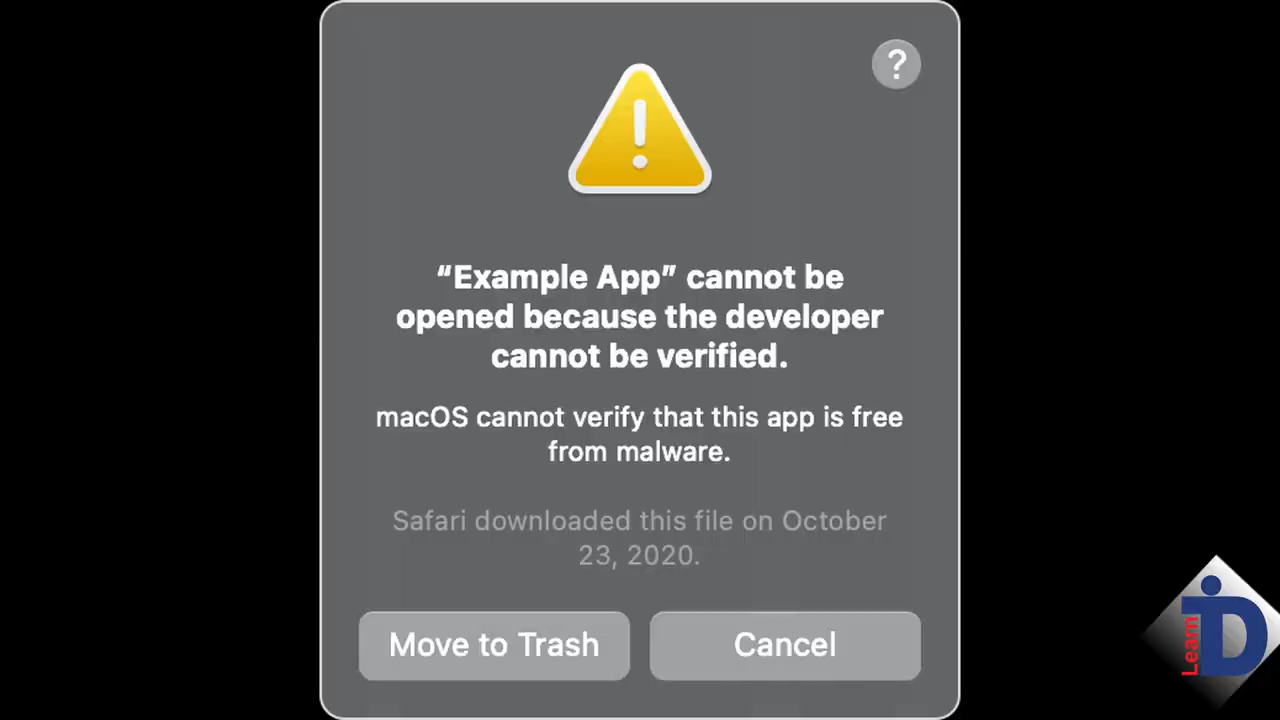 ?
“Example App” cannot be
opened because the developer
cannot be verified.
macOS cannot verify that this app is free
from malware.
Safari downloaded this file on October
23, 2020.
Move to Trash
Cancel
Learn
iD